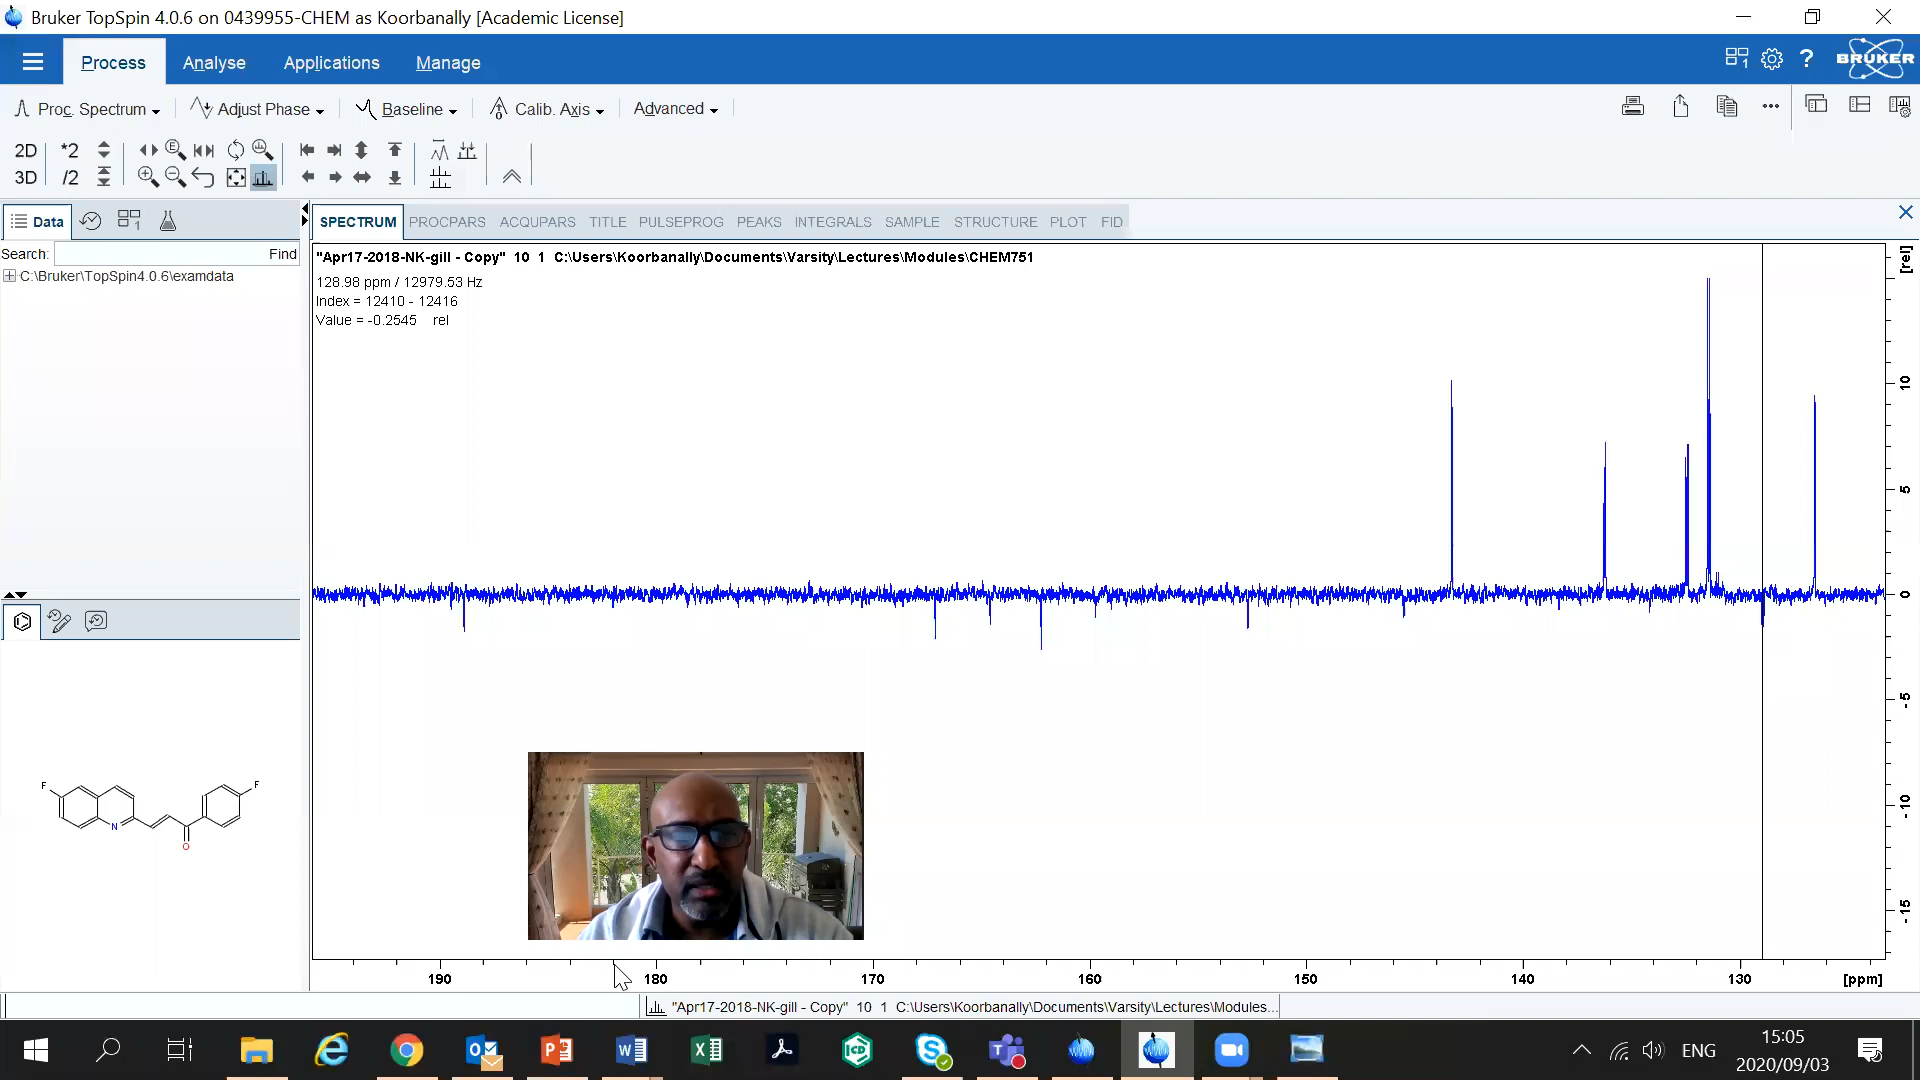 Bruker TopSpin 4.0.6 on 0439955-CHEM as Koorbanally [Academic License]
Process Analyse Applications Manage
1 ? BRUKER
Proc. Spectrum Adjust Phase Baseline Calib. Axis Advanced
2D *2
3D /2
Data SPECTRUM PROCPARS ACQUPARS TITLE PULSEPROG PEAKS INTEGRALS SAMPLE STRUCTURE PLOT FID
Search: Find
C:\Bruker\TopSpin4.0.6\examdata
"Apr17-2018-NK-gill - Copy" 10 1 C:\Users\Koorbanally\Documents\Varsity\Lectures\Modules\CHEM751
128.98 ppm / 12979.53 Hz
Index = 12410 - 12416
Value = -0.2545 rel
[rel]
10
5
0
-5
-10
-15
F F
N
O
190 180 170 160 150 140 130 [ppm]
"Apr17-2018-NK-gill - Copy" 10 1 C:\Users\Koorbanally\Documents\Varsity\Lectures\Modules...
ENG 15:05
2020/09/03